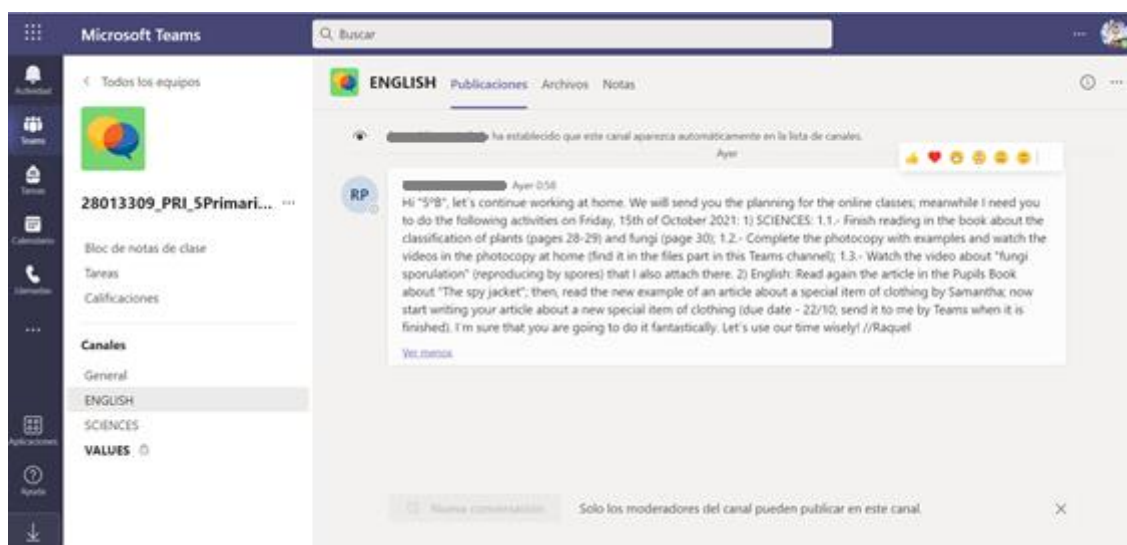 Microsoft Teams
Buscar
Actividad
Teams
Tareas
Calendario
Llamadas
Aplicaciones
Ayuda
Todos los equipos
28013309_PRI_5Primari... ...
Bloc de notas de clase
Tareas
Calificaciones
Canales
General
ENGLISH
SCIENCES
VALUES
ENGLISH Publicaciones Archivos Notas
ha establecido que este canal aparezca automáticamente en la lista de canales.
Ayer
RP
Ayer 0:58
Hi "5ºB", let's continue working at home. We will send you the planning for the online classes; meanwhile I need you
to do the following activities on Friday, 15th of October 2021: 1) SCIENCES: 1.1.- Finish reading in the book about the
classification of plants (pages 28-29) and fungi (page 30); 1.2.- Complete the photocopy with examples and watch the
videos in the photocopy at home (find it in the files part in this Teams channel); 1.3.- Watch the video about "fungi
sporulation" (reproducing by spores) that I also attach there. 2) English: Read again the article in the Pupils Book
about "The spy jacket"; then, read the new example of an article about a special item of clothing by Samantha; now
start writing your article about a new special item of clothing (due date - 22/10; send it to me by Teams when it is
finished). I'm sure that you are going to do it fantastically. Let's use our time wisely! //Raquel
Ver menos
Nueva conversación
Solo los moderadores del canal pueden publicar en este canal.